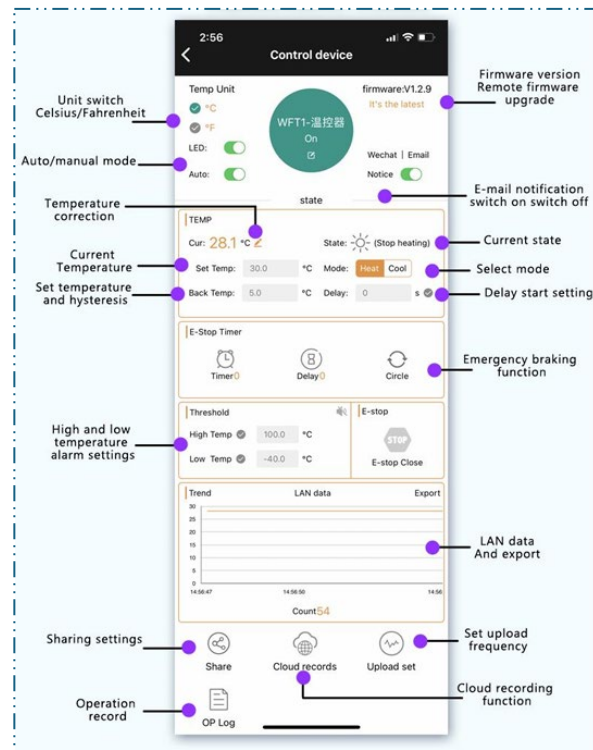 2:56
Control device
Temp Unit
°C
°F
LED:
Auto:
WFT1-温控器
On
firmware:V1.2.9
It's the latest
Wechat | Email
Notice
state
TEMP
Cur: 28.1 °C
State:
(Stop heating)
Set Temp: 30.0 °C
Mode: Heat Cool
Back Temp: 5.0 °C
Delay: 0 s
E-Stop Timer
Timer0
Delay0
Circle
Threshold
High Temp 100.0 °C
Low Temp -40.0 °C
E-stop
STOP
E-stop Close
Trend
LAN data
Export
30
25
20
15
10
5
0
14:56:47
14:56:50
14:56
Count54
Share
Cloud records
Upload set
OP Log
Unit switch
Celsius/Fahrenheit
Auto/manual mode
Temperature
correction
Current
Temperature
Set temperature
and hysteresis
High and low
temperature
alarm settings
Sharing settings
Operation
record
Firmware version
Remote firmware
upgrade
E-mail notification
switch on switch off
Current state
Select mode
Delay start setting
Emergency braking
function
LAN data
And export
Set upload
frequency
Cloud recording
function